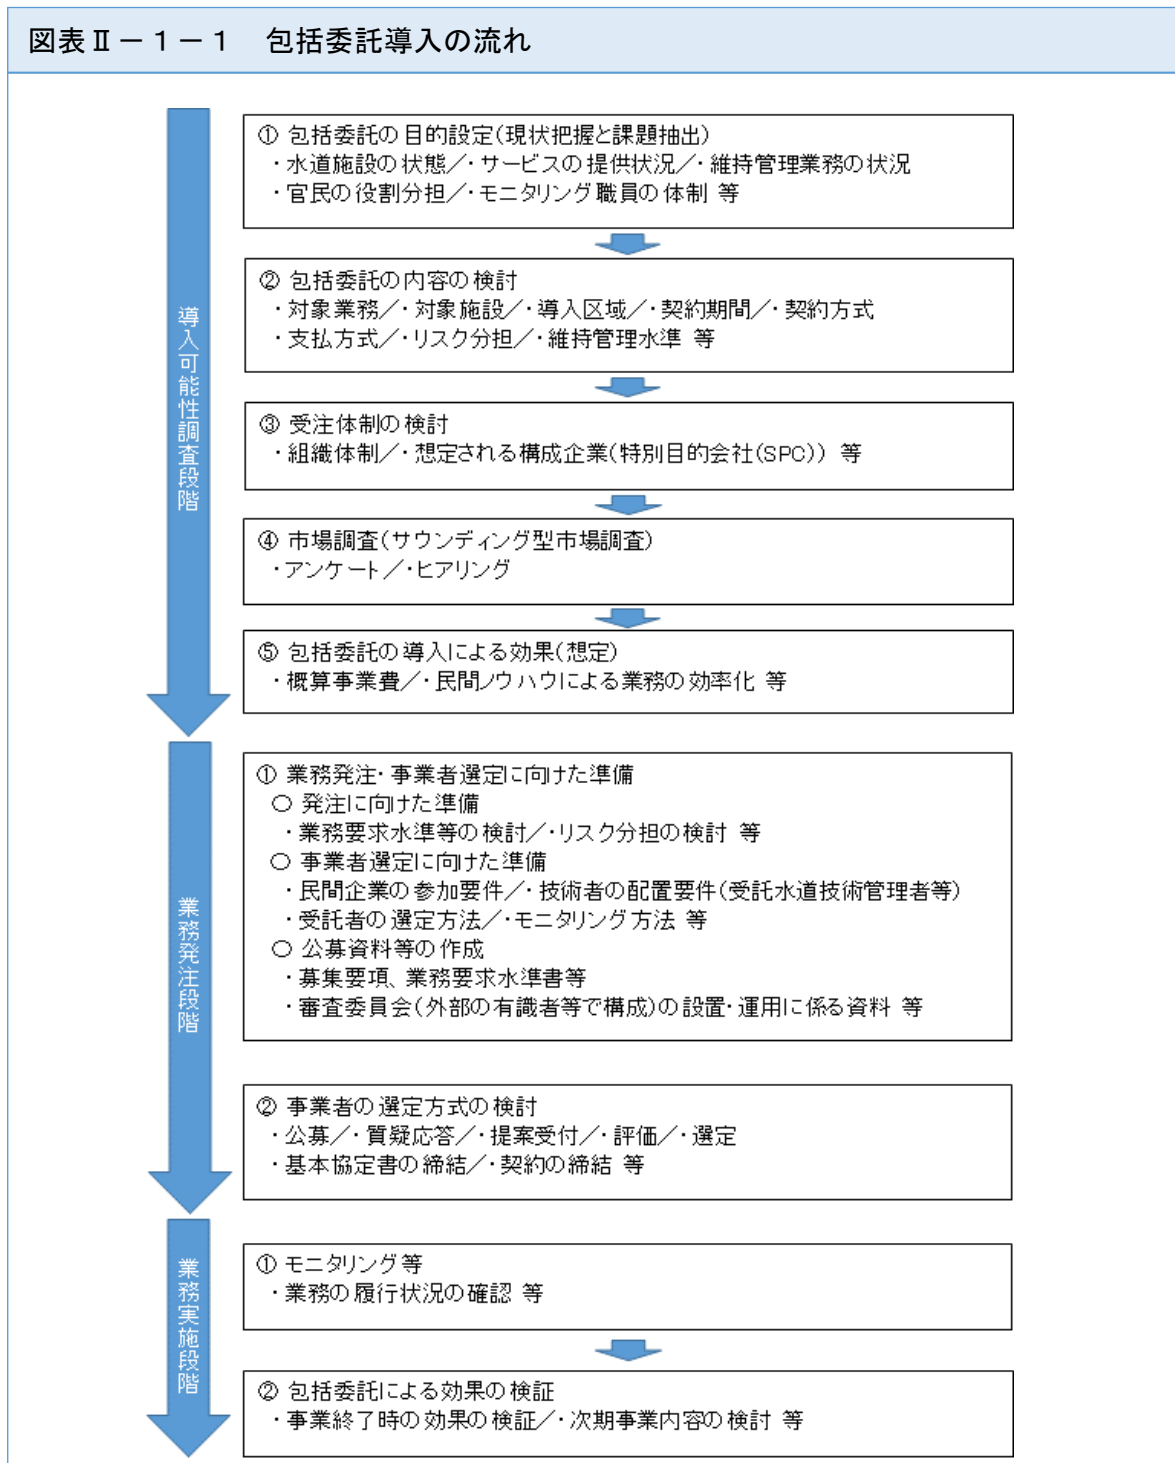 図表Ⅱ－１－１　包括委託導入の流れ
導入可能性調査段階
① 包括委託の目的設定(現状把握と課題抽出)
・水道施設の状態／・サービスの提供状況／・維持管理業務の状況
・官民の役割分担／・モニタリング職員の体制 等
② 包括委託の内容の検討
・対象業務／・対象施設／・導入区域／・契約期間／・契約方式
・支払方式／・リスク分担／・維持管理水準 等
③ 受注体制の検討
・組織体制／・想定される構成企業(特別目的会社(SPC)) 等
④ 市場調査(サウンディング型市場調査)
・アンケート／・ヒアリング
⑤ 包括委託の導入による効果(想定)
・概算事業費／・民間ノウハウによる業務の効率化 等
業務発注段階
① 業務発注・事業者選定に向けた準備
○ 発注に向けた準備
・業務要求水準等の検討／・リスク分担の検討 等
○ 事業者選定に向けた準備
・民間企業の参加要件／・技術者の配置要件(受託水道技術管理者等)
・受託者の選定方法／・モニタリング方法 等
○ 公募資料等の作成
・募集要項、業務要求水準書等
・審査委員会(外部の有識者等で構成)の設置・運用に係る資料 等
② 事業者の選定方式の検討
・公募／・質疑応答／・提案受付／・評価／・選定
・基本協定書の締結／・契約の締結 等
業務実施段階
① モニタリング等
・業務の履行状況の確認 等
② 包括委託による効果の検証
・事業終了時の効果の検証／・次期事業内容の検討 等